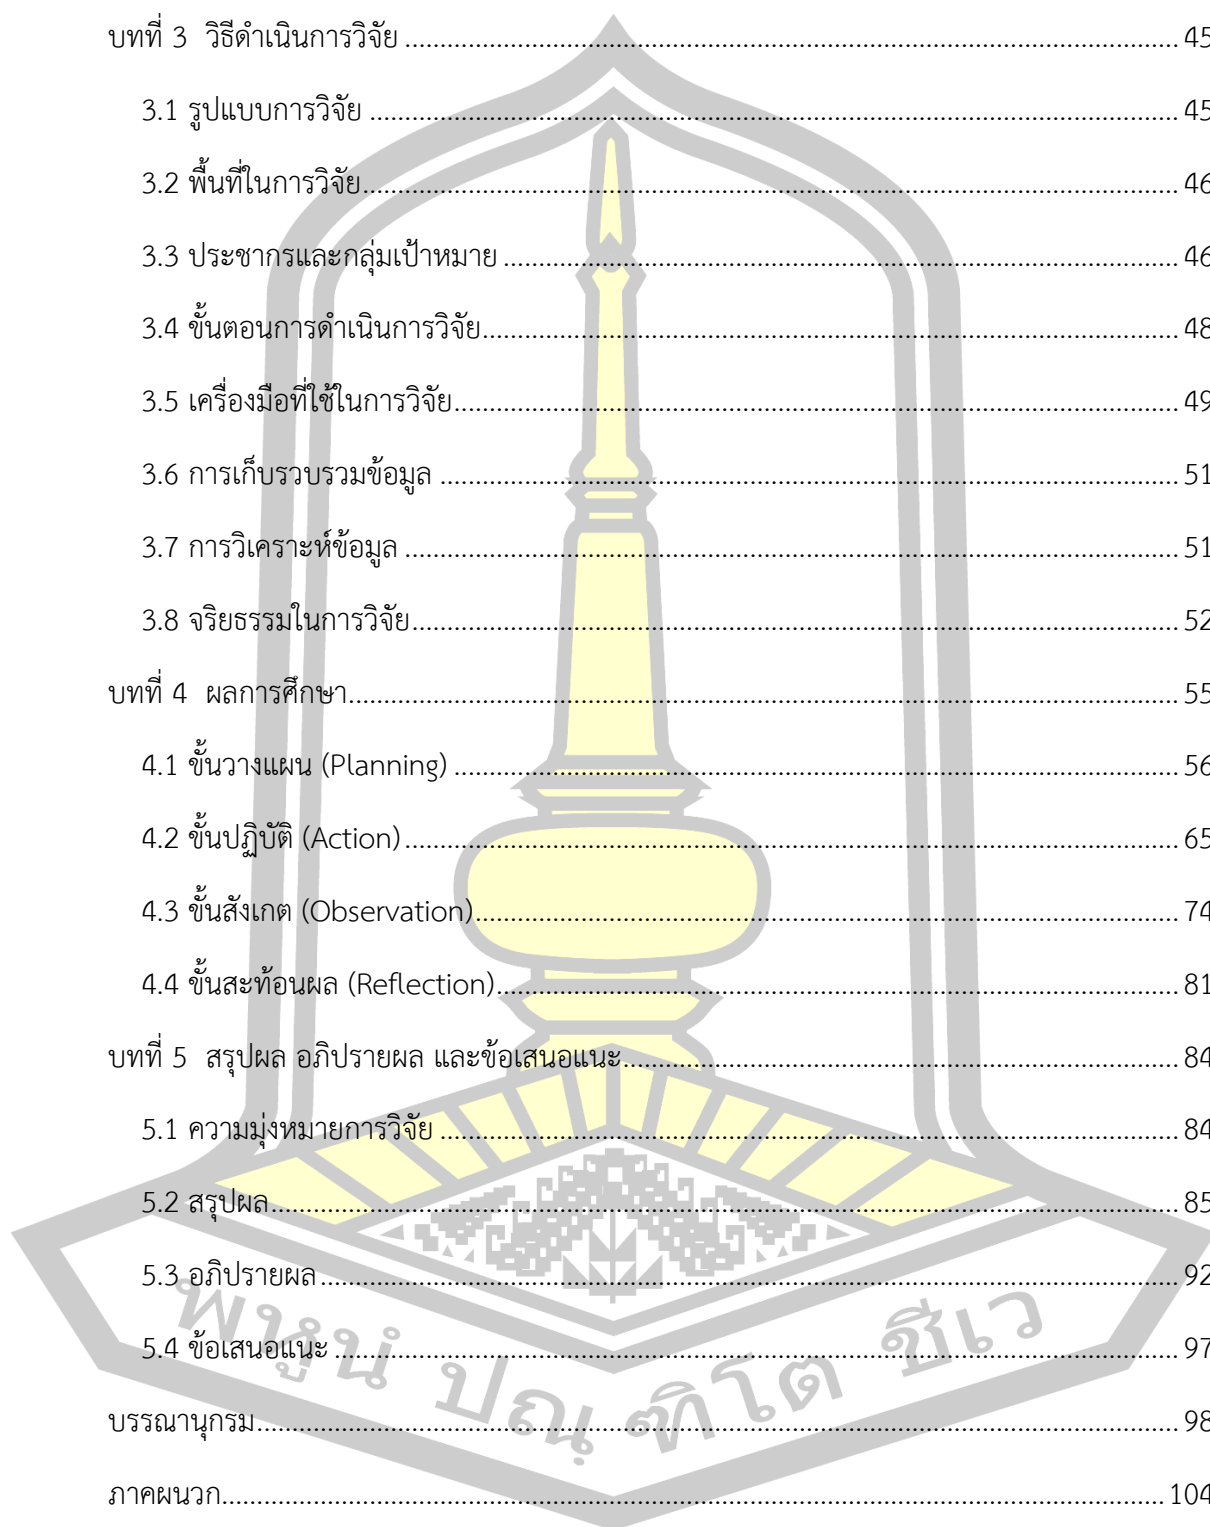 บทที่ 3 วิธีดำเนินการวิจัย ........................................................ 45
3.1 รูปแบบการวิจัย ........................................................ 45
3.2 พื้นที่ในการวิจัย ........................................................ 46
3.3 ประชากรและกลุ่มเป้าหมาย ........................................................ 46
3.4 ขั้นตอนการดำเนินการวิจัย ........................................................ 48
3.5 เครื่องมือที่ใช้ในการวิจัย ........................................................ 49
3.6 การเก็บรวบรวมข้อมูล ........................................................ 51
3.7 การวิเคราะห์ข้อมูล ........................................................ 51
3.8 จริยธรรมในการวิจัย ........................................................ 52
บทที่ 4 ผลการศึกษา ........................................................ 55
4.1 ขั้นวางแผน (Planning) ........................................................ 56
4.2 ขั้นปฏิบัติ (Action) ........................................................ 65
4.3 ขั้นสังเกต (Observation) ........................................................ 74
4.4 ขั้นสะท้อนผล (Reflection) ........................................................ 81
บทที่ 5 สรุปผล อภิปรายผล และข้อเสนอแนะ ........................................................ 84
5.1 ความมุ่งหมายการวิจัย ........................................................ 84
5.2 สรุปผล ........................................................ 85
5.3 อภิปรายผล ........................................................ 92
5.4 ข้อเสนอแนะ ........................................................ 97
พหูนํ ปณฺฑิโต ชีเว
บรรณานุกรม ........................................................ 98
ภาคผนวก ........................................................ 104